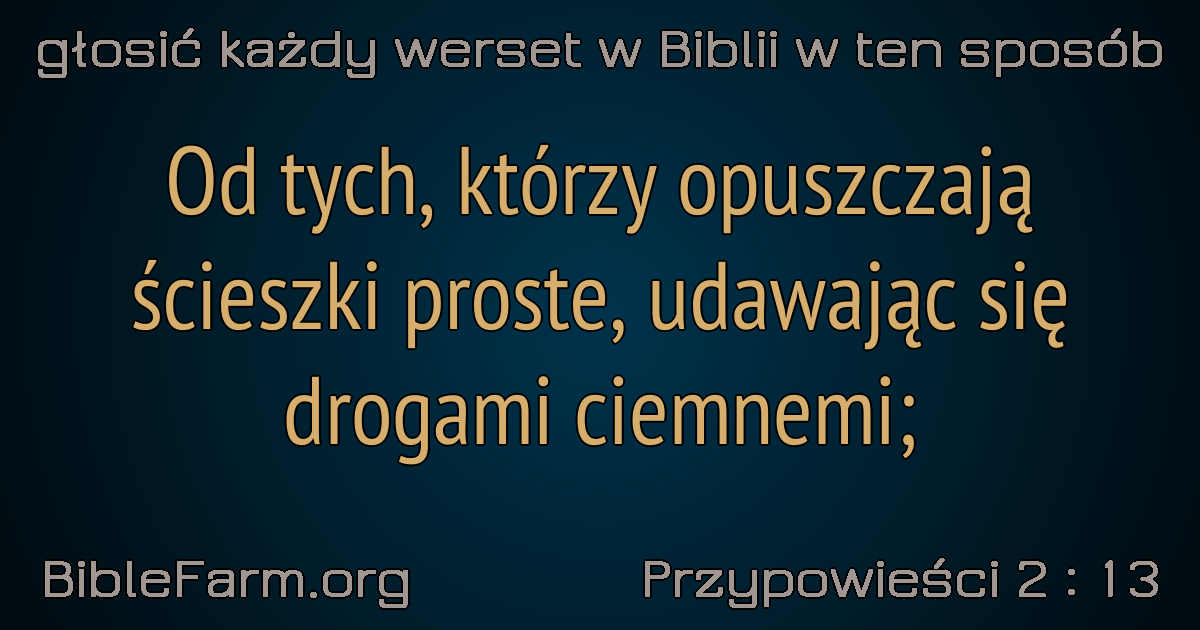 głosić każdy werset w Biblii w ten sposób
Od tych, którzy opuszczają
ścieszki proste, udawając się
drogami ciemnemi;
BibleFarm.org
Przypowieści 2 : 13